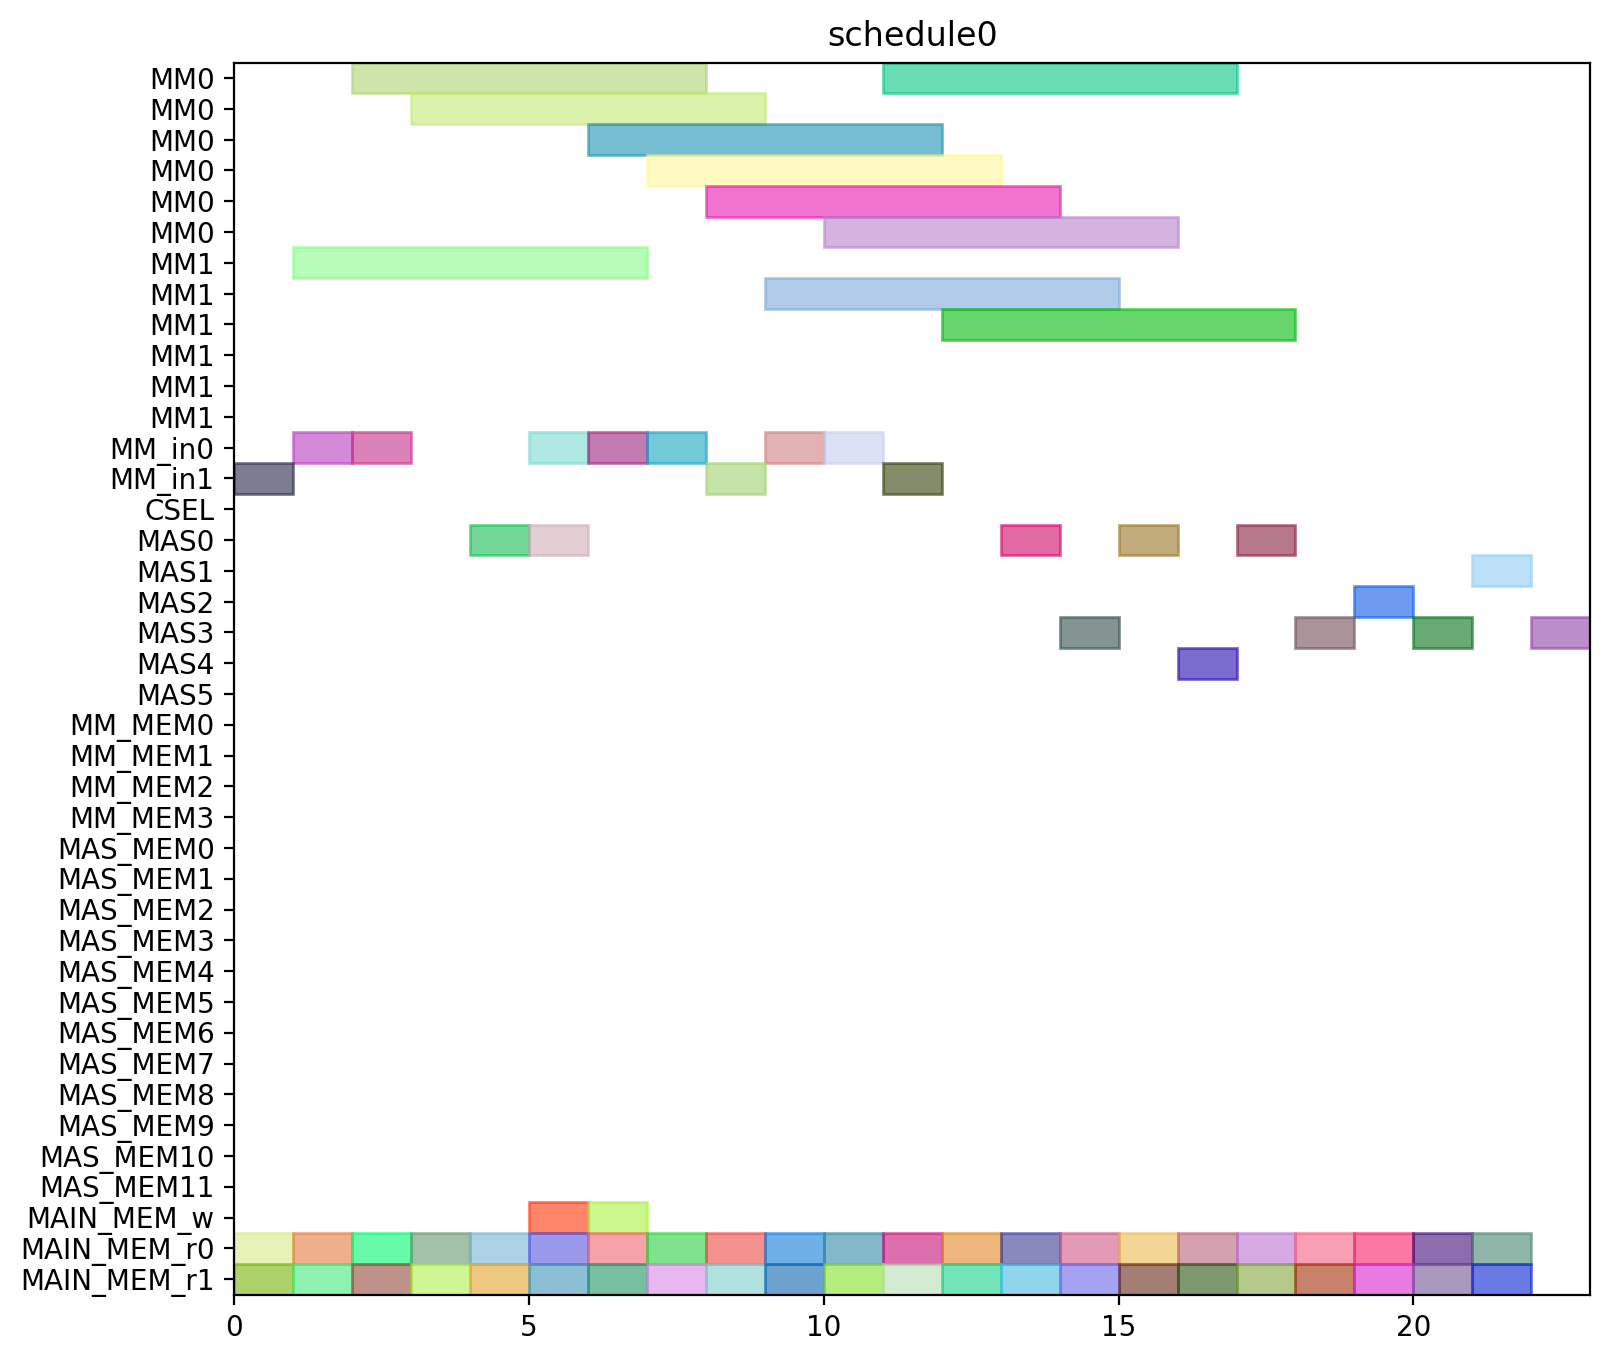 schedule0
MM0
MM0
MM0
MM0
MM0
MM0
MM1
MM1
MM1
MM1
MM1
MM1
MM_in0
MM_in1
CSEL
MAS0
MAS1
MAS2
MAS3
MAS4
MAS5
MM_MEM0
MM_MEM1
MM_MEM2
MM_MEM3
MAS_MEM0
MAS_MEM1
MAS_MEM2
MAS_MEM3
MAS_MEM4
MAS_MEM5
MAS_MEM6
MAS_MEM7
MAS_MEM8
MAS_MEM9
MAS_MEM10
MAS_MEM11
MAIN_MEM_w
MAIN_MEM_r0
MAIN_MEM_r1
0 5 10 15 20